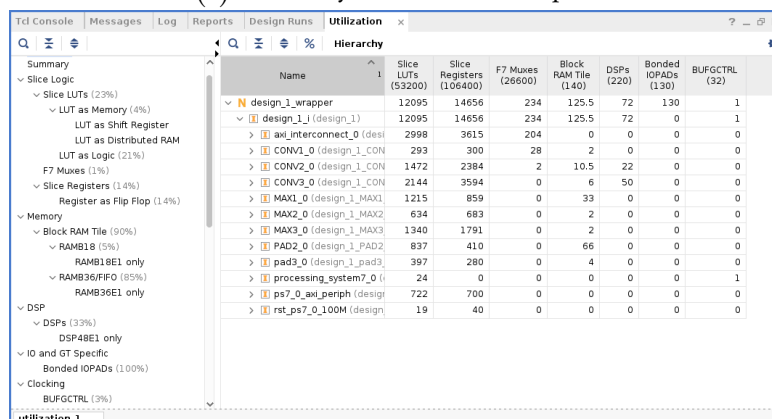 Tcl Console Messages Log Reports Design Runs Utilization × ? _
% Hierarchy
Summary
Slice Logic
Slice LUTs (23%)
LUT as Memory (4%)
LUT as Shift Register
LUT as Distributed RAM
LUT as Logic (21%)
F7 Muxes (1%)
Slice Registers (14%)
Register as Flip Flop (14%)
Memory
Block RAM Tile (90%)
RAMB18 (5%)
RAMB18E1 only
RAMB36/FIFO (85%)
RAMB36E1 only
DSP
DSPs (33%)
DSP48E1 only
IO and GT Specific
Bonded IOPADs (100%)
Clocking
BUFGCTRL (3%)
Name 1 Slice LUTs (53200) Slice Registers (106400) F7 Muxes (26600) Block RAM Tile (140) DSPs (220) Bonded IOPADs (130) BUFGCTRL (32)
N design_1_wrapper 12095 14656 234 125.5 72 130 1
design_1_i (design_1) 12095 14656 234 125.5 72 0 1
axi_interconnect_0 (desi 2998 3615 204 0 0 0 0
CONV1_0 (design_1_CON 293 300 28 2 0 0 0
CONV2_0 (design_1_CON 1472 2384 2 10.5 22 0 0
CONV3_0 (design_1_CON 2144 3594 0 6 50 0 0
MAX1_0 (design_1_MAX1 1215 859 0 33 0 0 0
MAX2_0 (design_1_MAX2 634 683 0 2 0 0 0
MAX3_0 (design_1_MAX3 1340 1791 0 2 0 0 0
PAD2_0 (design_1_PAD2 837 410 0 66 0 0 0
pad3_0 (design_1_pad3_ 397 280 0 4 0 0 0
processing_system7_0 ( 24 0 0 0 0 0 1
ps7_0_axi_periph (design 722 700 0 0 0 0 0
rst_ps7_0_100M (design 19 40 0 0 0 0 0
utilization_1